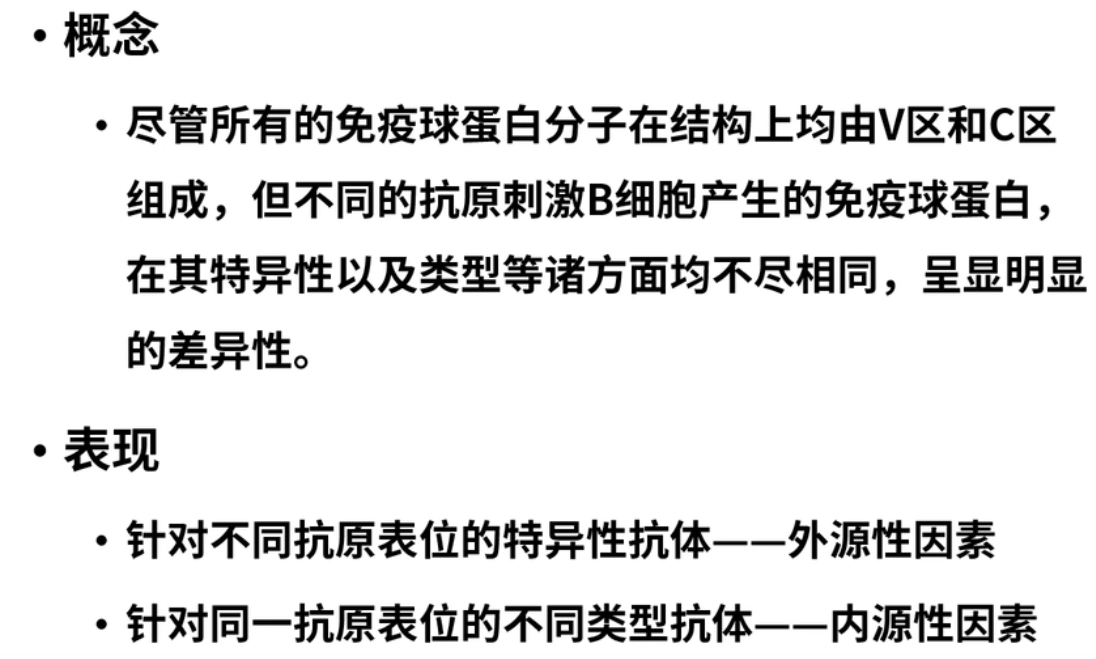 • 概念
• 尽管所有的免疫球蛋白分子在结构上均由V区和C区
组成，但不同的抗原刺激B细胞产生的免疫球蛋白，
在其特异性以及类型等诸方面均不尽相同，呈显明显
的差异性。
• 表现
• 针对不同抗原表位的特异性抗体——外源性因素
• 针对同一抗原表位的不同类型抗体——内源性因素